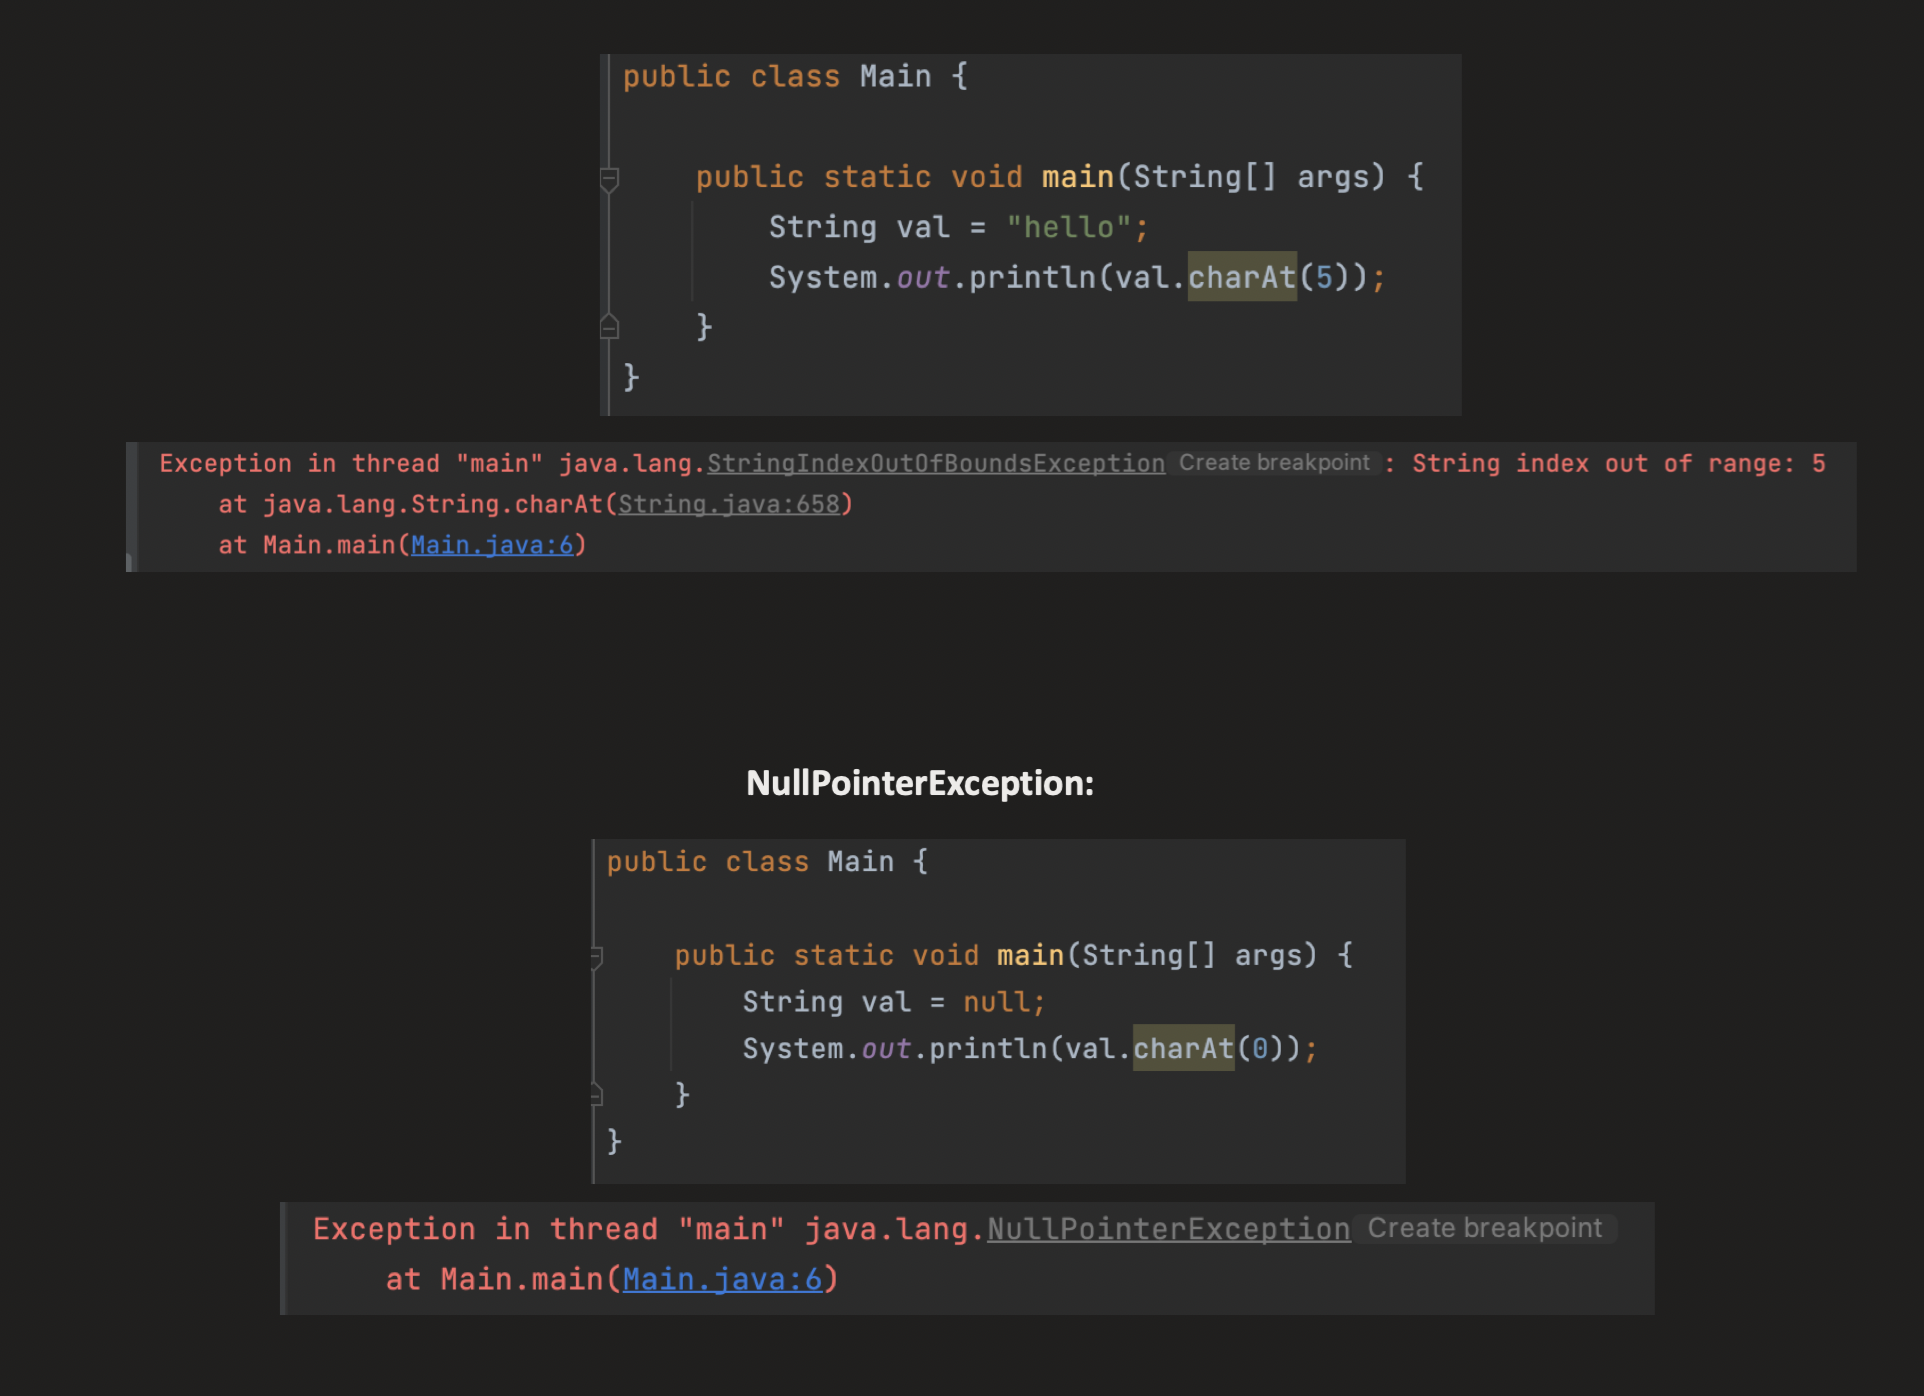 public class Main {
public static void main(String[] args) {
String val = "hello";
System.out.println(val.charAt(5));
}
}
Exception in thread "main" java.lang.StringIndexOutOfBoundsException Create breakpoint : String index out of range: 5
at java.lang.String.charAt(String.java:658)
at Main.main(Main.java:6)
NullPointerException:
public class Main {
public static void main(String[] args) {
String val = null;
System.out.println(val.charAt(0));
}
}
Exception in thread "main" java.lang.NullPointerException Create breakpoint
at Main.main(Main.java:6)